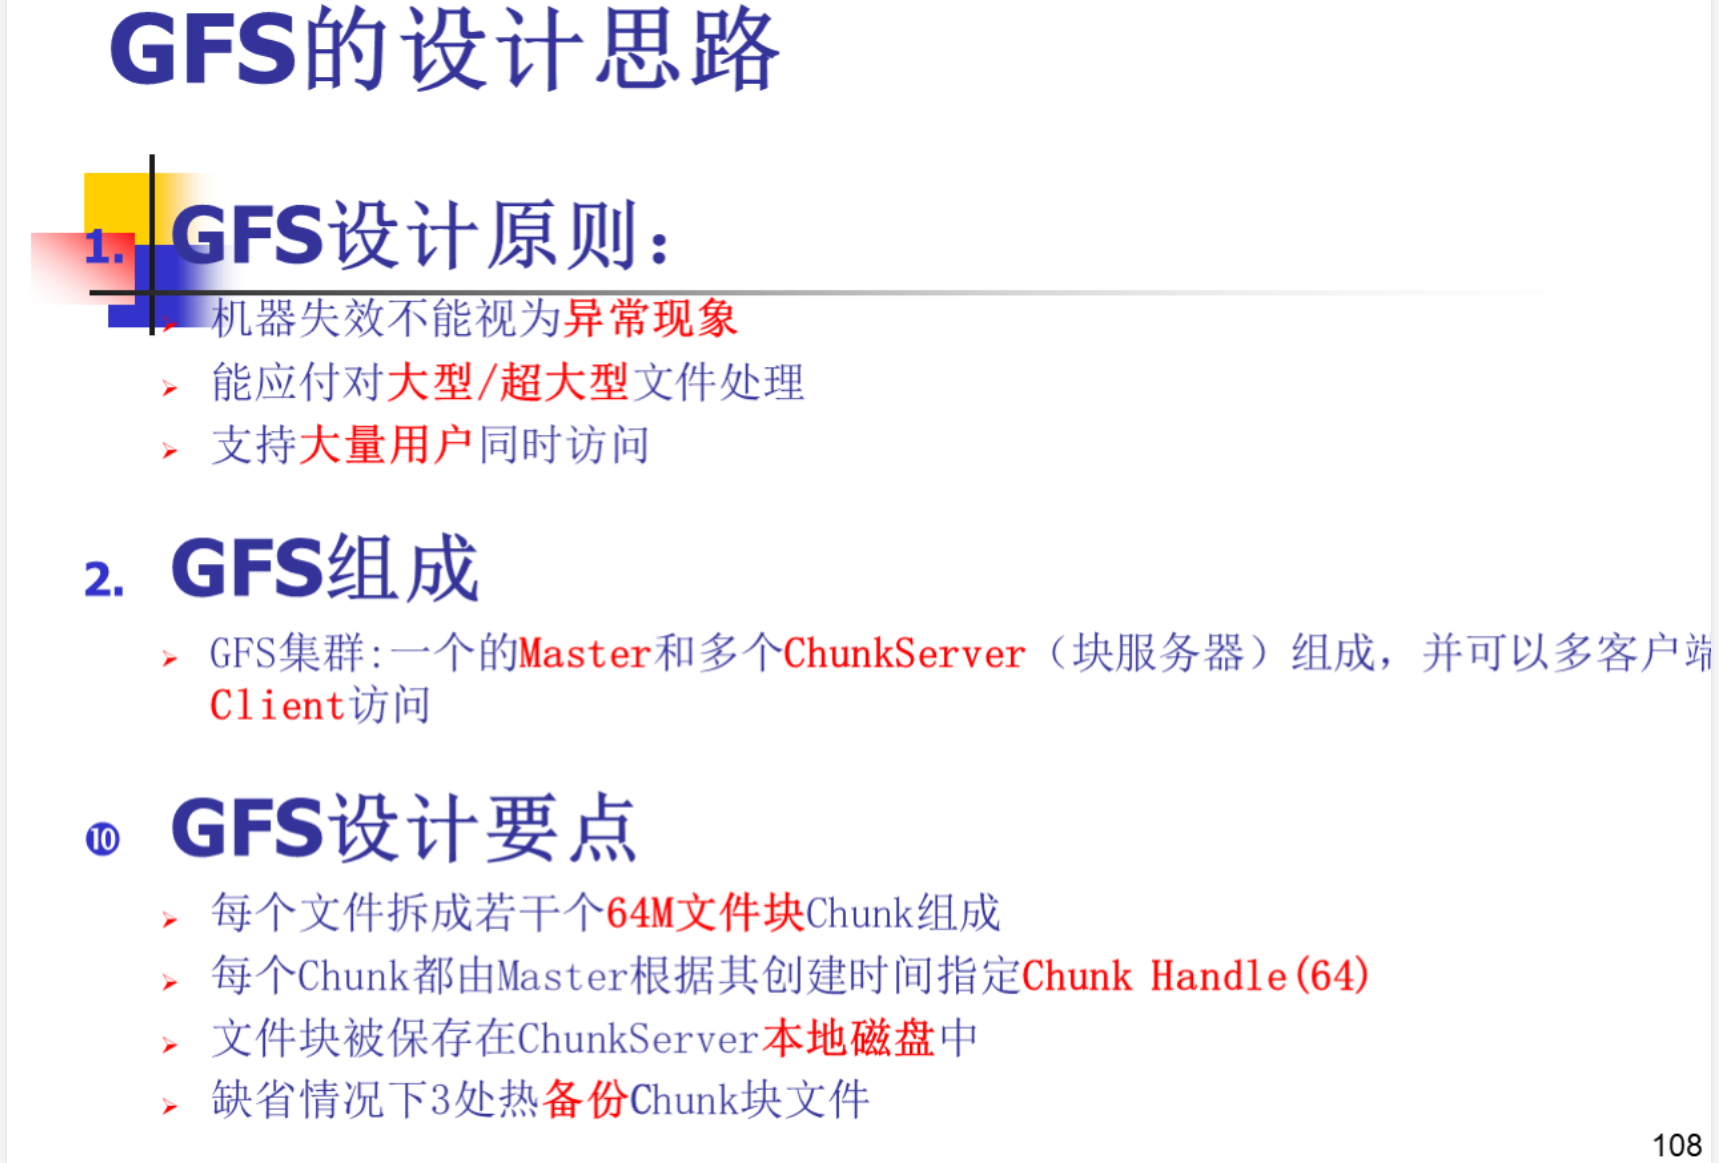 GFS的设计思路
1. GFS设计原则：
➢ 机器失效不能视为异常现象
➢ 能应付对大型/超大型文件处理
➢ 支持大量用户同时访问
2. GFS组成
➢ GFS集群:一个的Master和多个ChunkServer（块服务器）组成，并可以多客户端
Client访问
❿ GFS设计要点
➢ 每个文件拆成若干个64M文件块Chunk组成
➢ 每个Chunk都由Master根据其创建时间指定Chunk Handle(64)
➢ 文件块被保存在ChunkServer本地磁盘中
➢ 缺省情况下3处热备份Chunk块文件
108